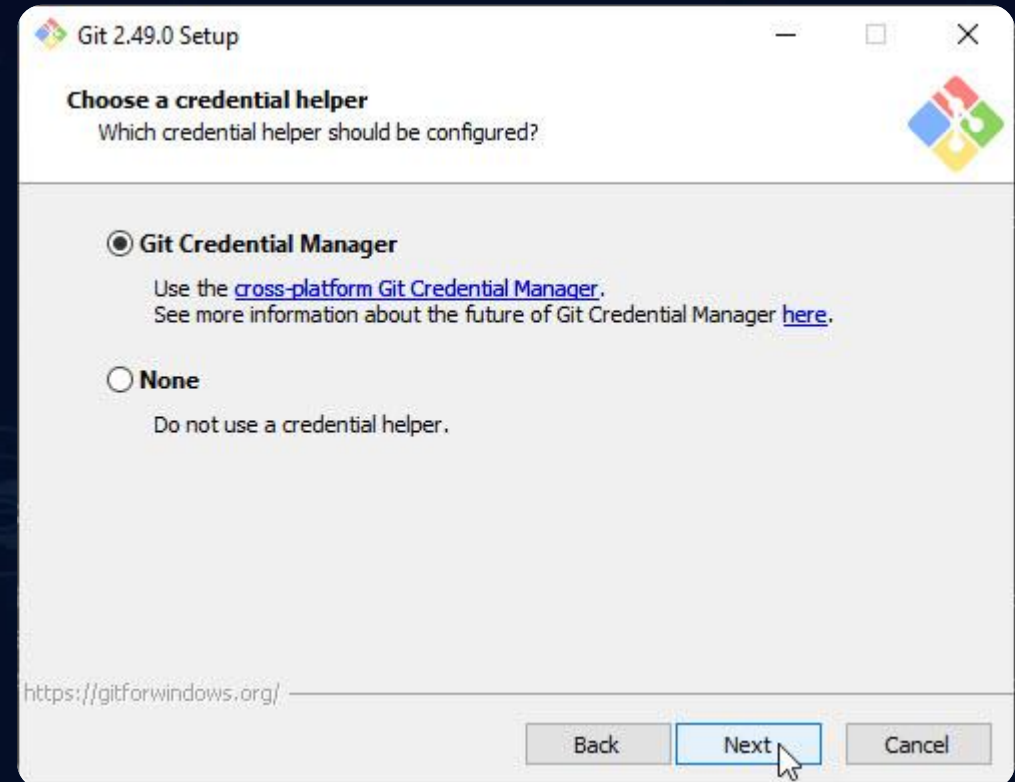 Git 2.49.0 Setup
Choose a credential helper
Which credential helper should be configured?
Git Credential Manager
Use the cross-platform Git Credential Manager.
See more information about the future of Git Credential Manager here.
None
Do not use a credential helper.
https://gitforwindows.org/
Back Next Cancel